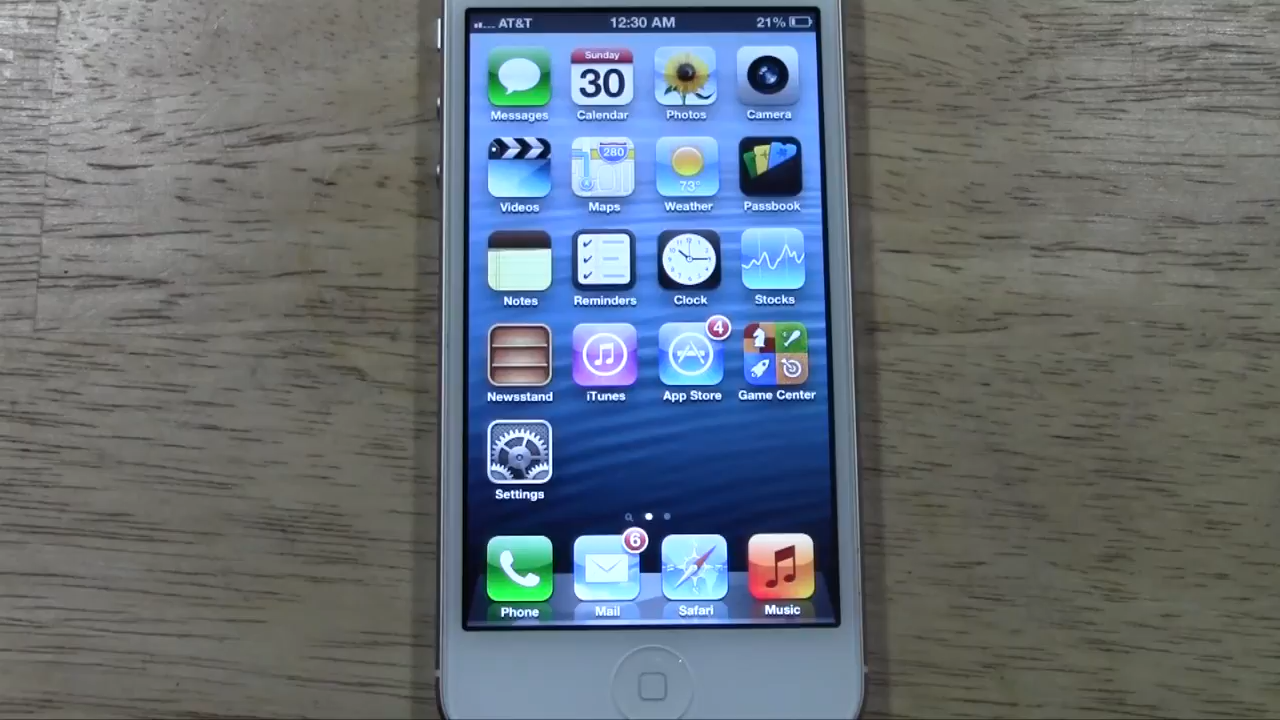 AT&T 12:30 AM 21%
Sunday
30
Messages Calendar Photos Camera
280
73°
Videos Maps Weather Passbook
Notes Reminders Clock Stocks
4
Newsstand iTunes App Store Game Center
Settings
6
Phone Mail Safari Music